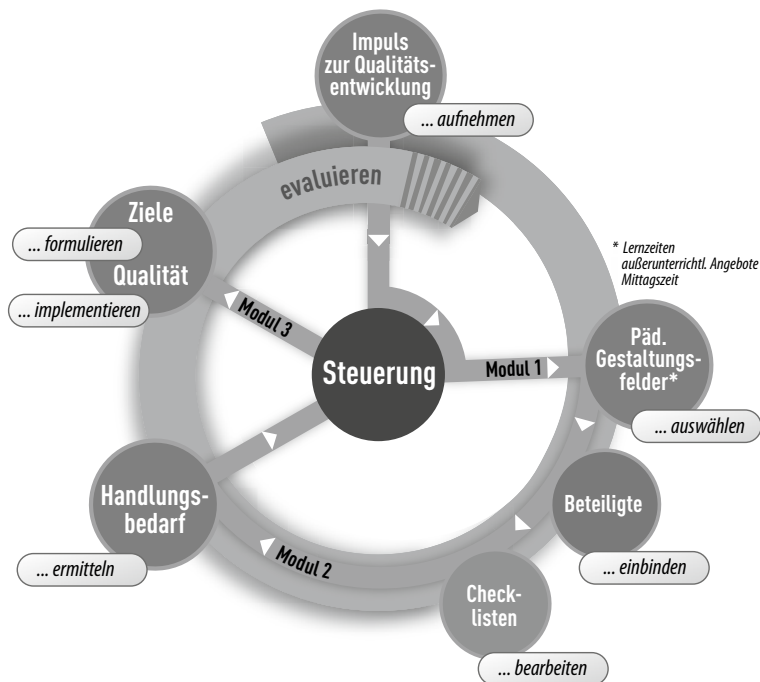 Impuls
zur Qualitäts-
entwicklung
... aufnehmen
evaluieren
Ziele
... formulieren
Qualität
... implementieren
* Lernzeiten
außerunterrichtl. Angebote
Mittagszeit
Modul 3
Steuerung
Modul 1
Päd.
Gestaltungs-
felder*
... auswählen
Handlungs-
bedarf
... ermitteln
Modul 2
Beteiligte
... einbinden
Check-
listen
... bearbeiten